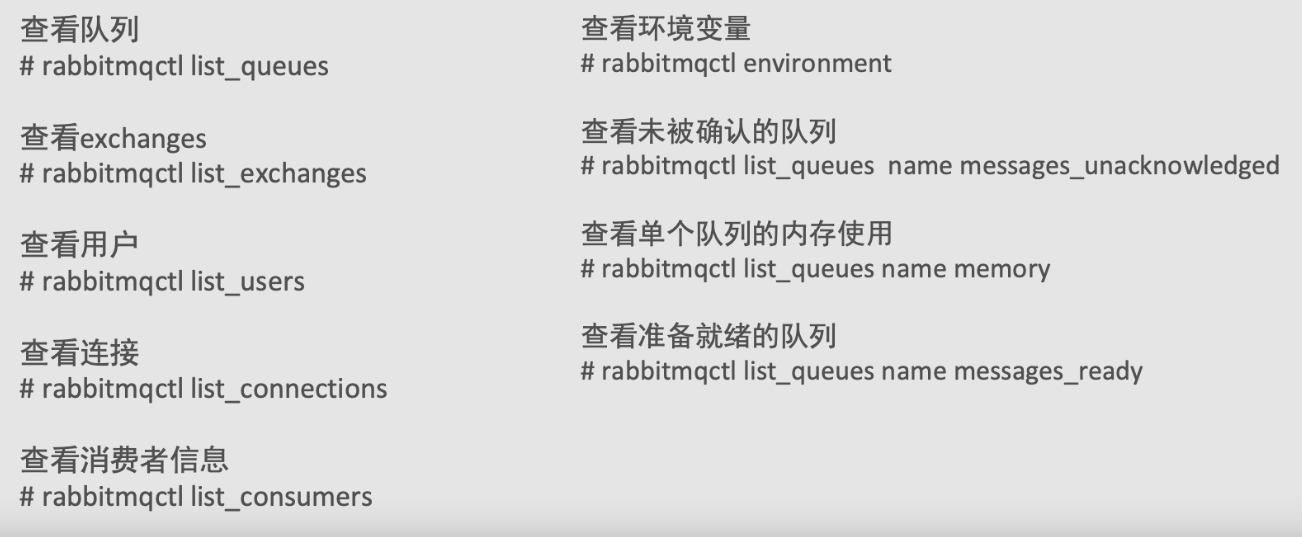 查看队列
# rabbitmqctl list_queues
查看exchanges
# rabbitmqctl list_exchanges
查看用户
# rabbitmqctl list_users
查看连接
# rabbitmqctl list_connections
查看消费者信息
# rabbitmqctl list_consumers
查看环境变量
# rabbitmqctl environment
查看未被确认的队列
# rabbitmqctl list_queues  name messages_unacknowledged
查看单个队列的内存使用
# rabbitmqctl list_queues name memory
查看准备就绪的队列
# rabbitmqctl list_queues name messages_ready